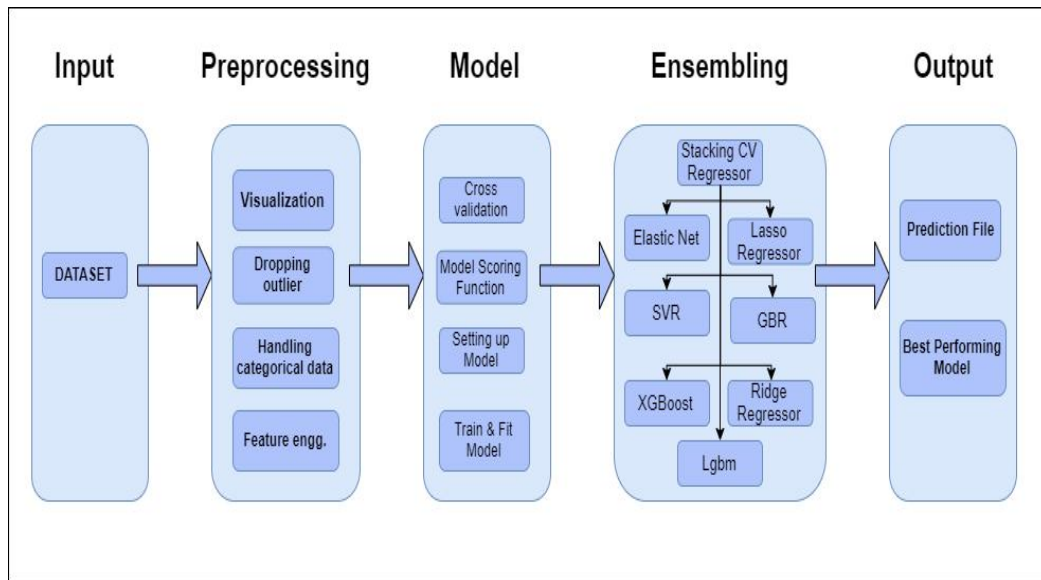 Input
Preprocessing
Model
Ensembling
Output
DATASET
Visualization
Dropping
outlier
Handling
categorical data
Feature engg.
Cross
validation
Model Scoring
Function
Setting up
Model
Train & Fit
Model
Stacking CV
Regressor
Elastic Net
Lasso
Regressor
SVR
GBR
XGBoost
Ridge
Regressor
Lgbm
Prediction File
Best Performing
Model